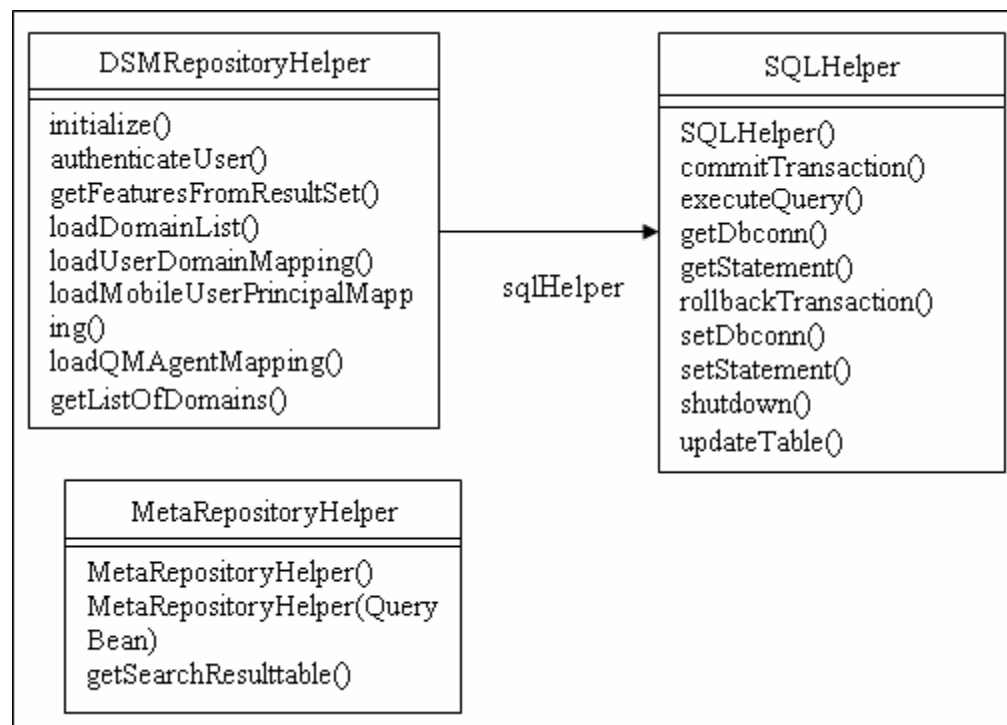 DSMRepositoryHelper
initialize()
authenticateUser()
getFeaturesFromResultSet()
loadDomainList()
loadUserDomainMapping()
loadMobileUserPrincipalMapp
ing()
loadQMAgentMapping()
getListOfDomains()
sqlHelper
SQLHelper
SQLHelper()
commitTransaction()
executeQuery()
getDbconn()
getStatement()
rollbackTransaction()
setDbconn()
setStatement()
shutdown()
updateTable()
MetaRepositoryHelper
MetaRepositoryHelper()
MetaRepositoryHelper(Query
Bean)
getSearchResulttable()